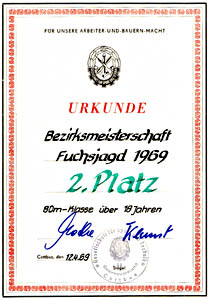 FÜR UNSERE ARBEITER-UND-BAUERN-MACHT
URKUNDE
Bezirksmeisterschaft
Fuchsjagd 1969
2. Platz
80m-Klasse über 18 Jahren
Cottbus, den 12.4.69